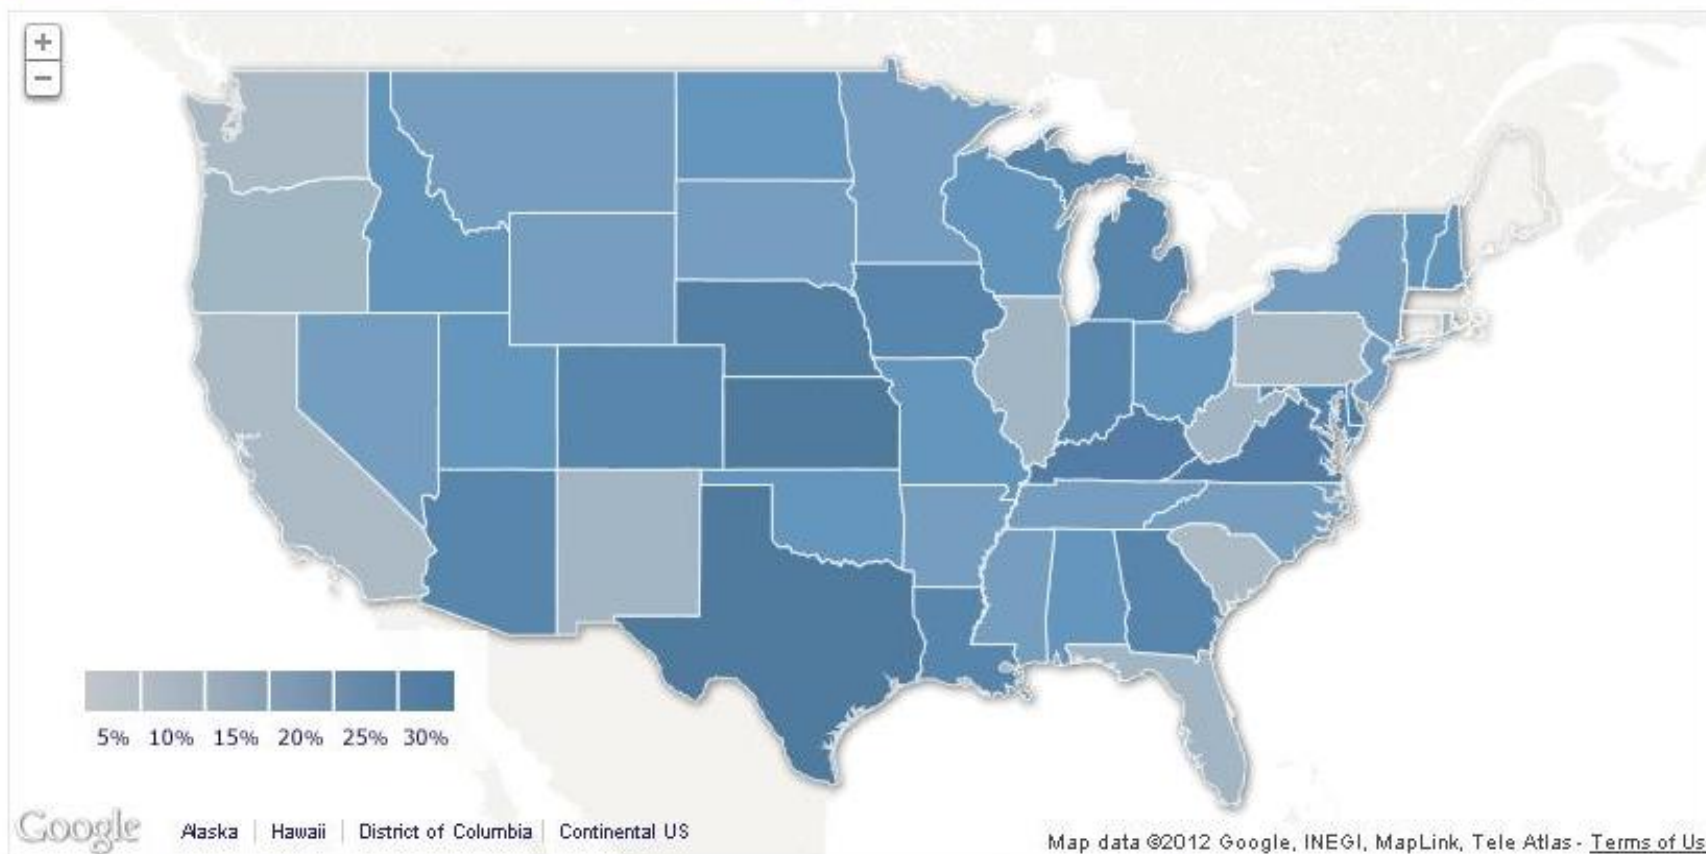 +
−
5% 10% 15% 20% 25% 30%
Google Alaska Hawaii District of Columbia Continental US
Map data ©2012 Google, INEGI, MapLink, Tele Atlas - Terms of Us